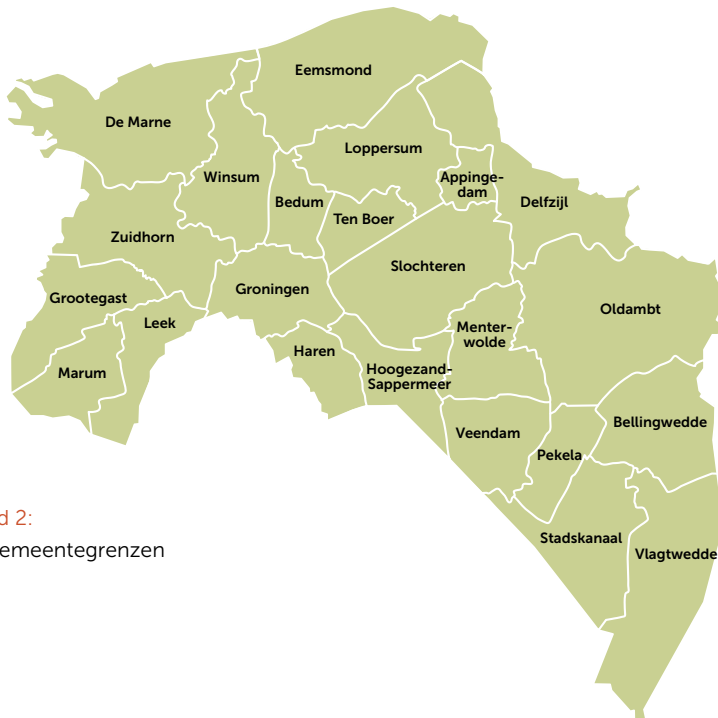 Eemsmond
De Marne
Loppersum
Winsum
Appinge-
dam
Bedum
Delfzijl
Ten Boer
Zuidhorn
Slochteren
Groningen
Grootegast
Oldambt
Leek
Menter-
wolde
Haren
Hoogezand-
Sappermeer
Marum
Bellingwedde
Veendam
Pekela
d 2:
emeentegrenzen
Stadskanaal
Vlagtwedde